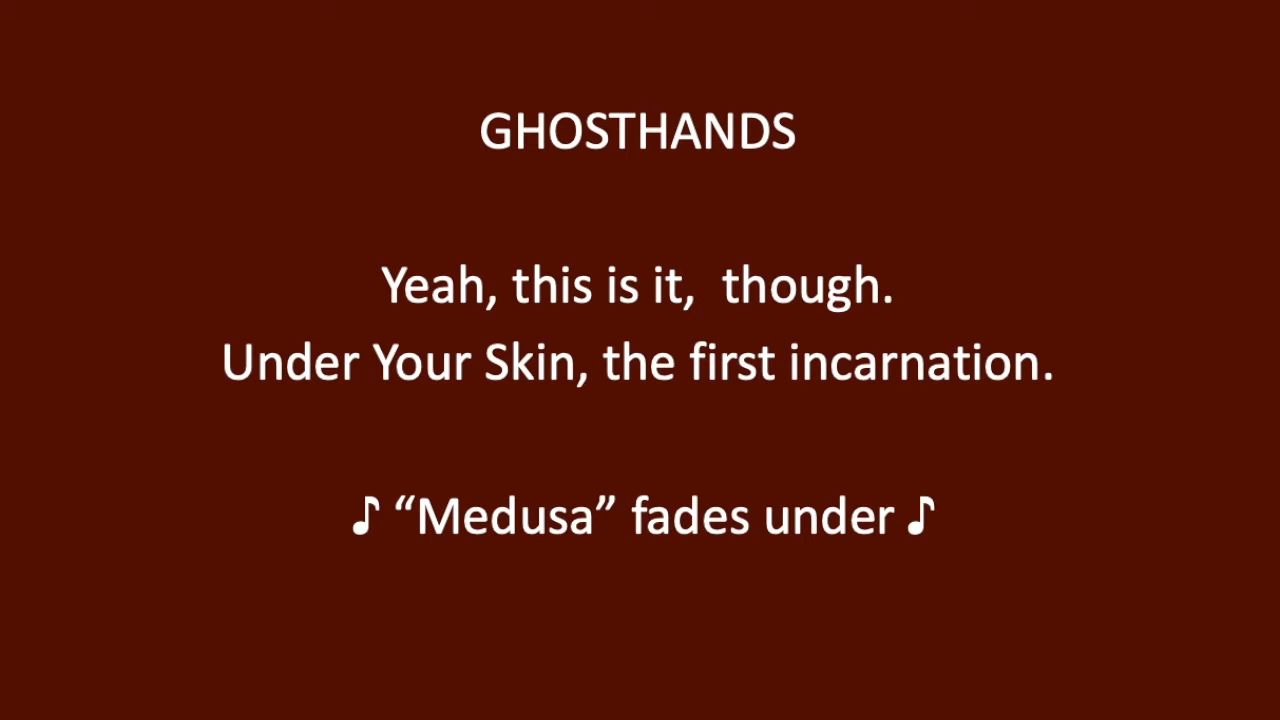 GHOSTHANDS
Yeah, this is it,  though.
Under Your Skin, the first incarnation.
♪ “Medusa” fades under ♪